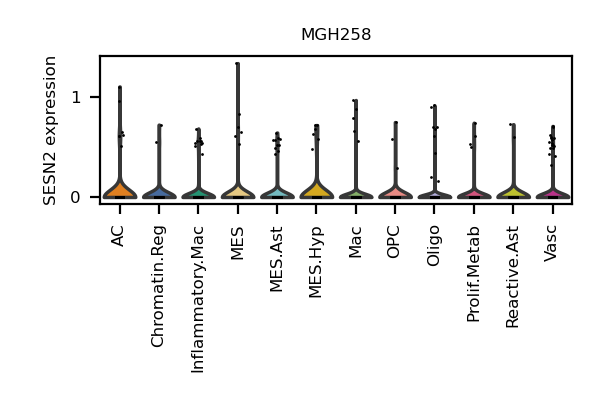 MGH258
SESN2 expression
1
0
AC
Chromatin.Reg
Inflammatory.Mac
MES
MES.Ast
MES.Hyp
Mac
OPC
Oligo
Prolif.Metab
Reactive.Ast
Vasc